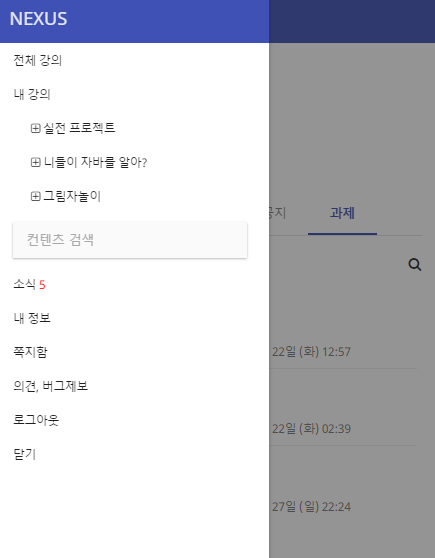 NEXUS
전체 강의
내 강의
실전 프로젝트
니들이 자바를 알아?
그림자놀이
컨텐츠 검색
소식 5
내 정보
쪽지함
의견, 버그제보
로그아웃
닫기
공지 과제
22일 (화) 12:57
22일 (화) 02:39
27일 (일) 22:24